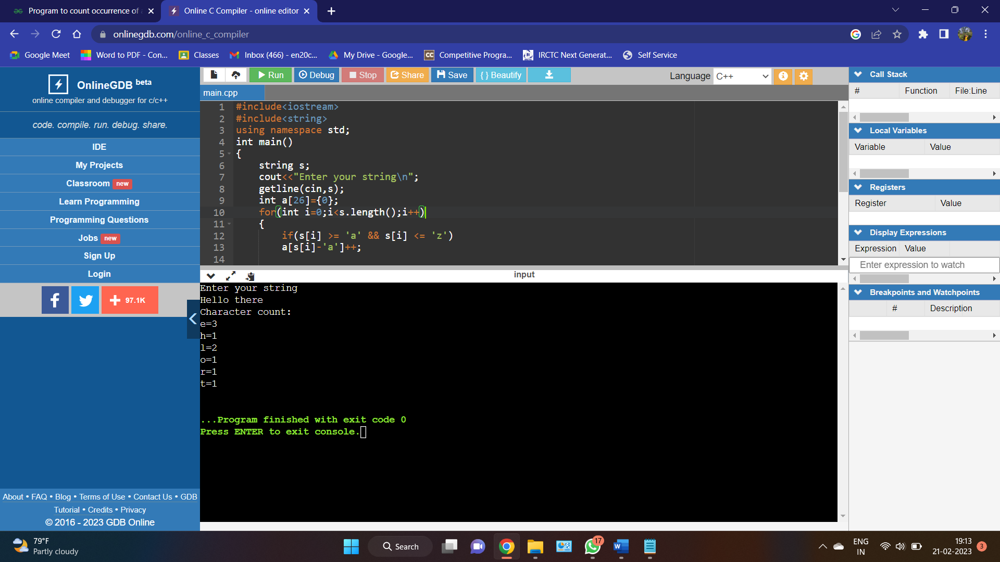 Program to count occurrence of
Online C Compiler - online editor
onlinegdb.com/online_c_compiler
Google Meet
Word to PDF - Con...
Classes
Inbox (466) - en20c...
My Drive - Google...
CC Competitive Progra...
IRCTC Next Generat...
Self Service
OnlineGDB beta
online compiler and debugger for c/c++
code. compile. run. debug. share.
IDE
My Projects
Classroom new
Learn Programming
Programming Questions
Jobs new
Sign Up
Login
f
97.1K
About • FAQ • Blog • Terms of Use • Contact Us • GDB
Tutorial • Credits • Privacy
© 2016 - 2023 GDB Online
Run Debug Stop Share Save { } Beautify
Language C++
main.cpp
1 #include<iostream>
2 #include<string>
3 using namespace std;
4 int main()
5 {
6 string s;
7 cout<<"Enter your string\n";
8 getline(cin,s);
9 int a[26]={0};
10 for(int i=0;i<s.length();i++)
11 {
12 if(s[i] >= 'a' && s[i] <= 'z')
13 a[s[i]-'a']++;
14
input
Enter your string
Hello there
Character count:
e=3
h=1
l=2
o=1
r=1
t=1
...Program finished with exit code 0
Press ENTER to exit console.
Call Stack
# Function File:Line
Local Variables
Variable Value
Registers
Register Value
Display Expressions
Expression Value
Enter expression to watch
Breakpoints and Watchpoints
# Description
79°F
Partly cloudy
Search
17
W
ENG
IN
19:13
21-02-2023
3